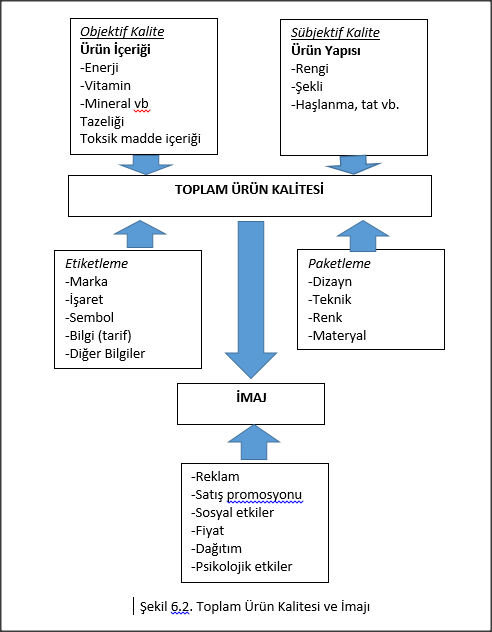 Objektif Kalite
Ürün İçeriği
-Enerji
-Vitamin
-Mineral vb
Tazeliği
Toksik madde içeriği
Sübjektif Kalite
Ürün Yapısı
-Rengi
-Şekli
-Haşlanma, tat vb.
TOPLAM ÜRÜN KALİTESİ
Etiketleme
-Marka
-İşaret
-Sembol
-Bilgi (tarif)
-Diğer Bilgiler
Paketleme
-Dizayn
-Teknik
-Renk
-Materyal
İMAJ
-Reklam
-Satış promosyonu
-Sosyal etkiler
-Fiyat
-Dağıtım
-Psikolojik etkiler
Şekil 6.2. Toplam Ürün Kalitesi ve İmajı